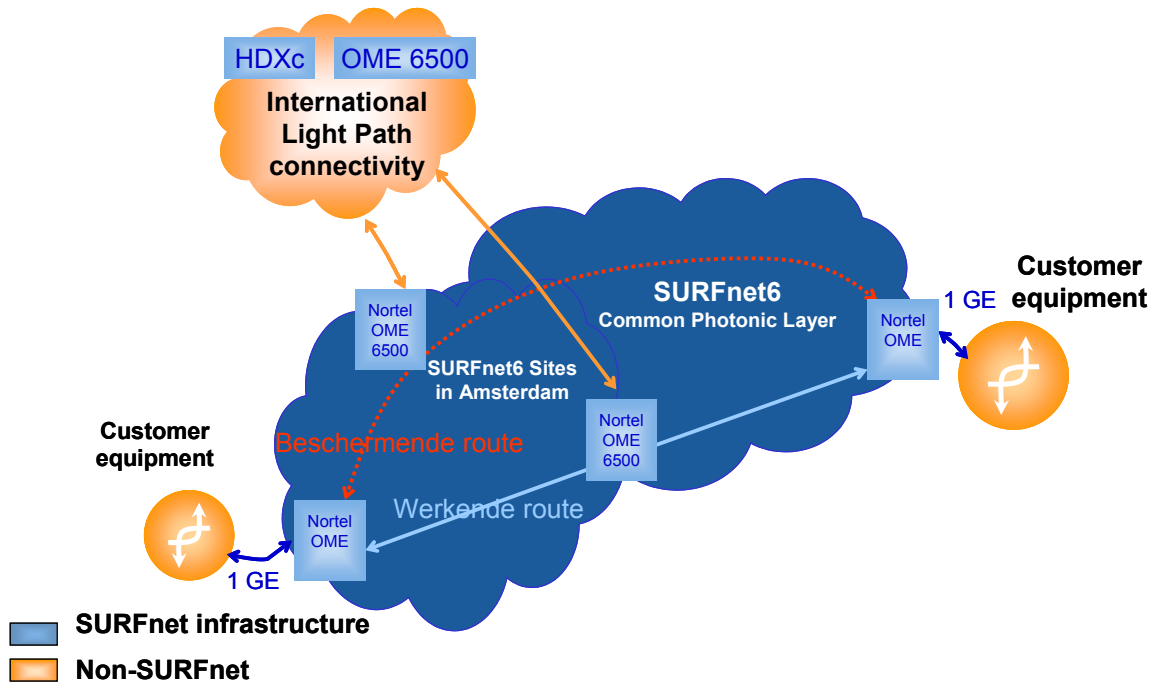 HDXc
OME 6500
International
Light Path
connectivity
Customer
equipment
1 GE
SURFnet6
Common Photonic Layer
Nortel
OME
Nortel
OME
6500
SURFnet6 Sites
in Amsterdam
Nortel
OME
6500
Customer
equipment
Beschermende route
Werkende route
Nortel
OME
1 GE
SURFnet infrastructure
Non-SURFnet